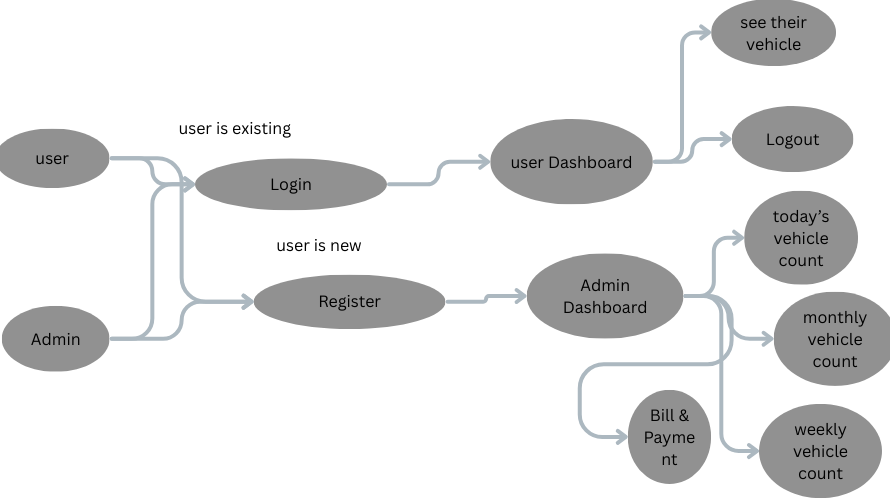 see their
vehicle
user is existing
user
Login
user Dashboard
Logout
user is new
Admin
Register
Admin
Dashboard
today’s
vehicle
count
monthly
vehicle
count
Bill &
Payme
nt
weekly
vehicle
count